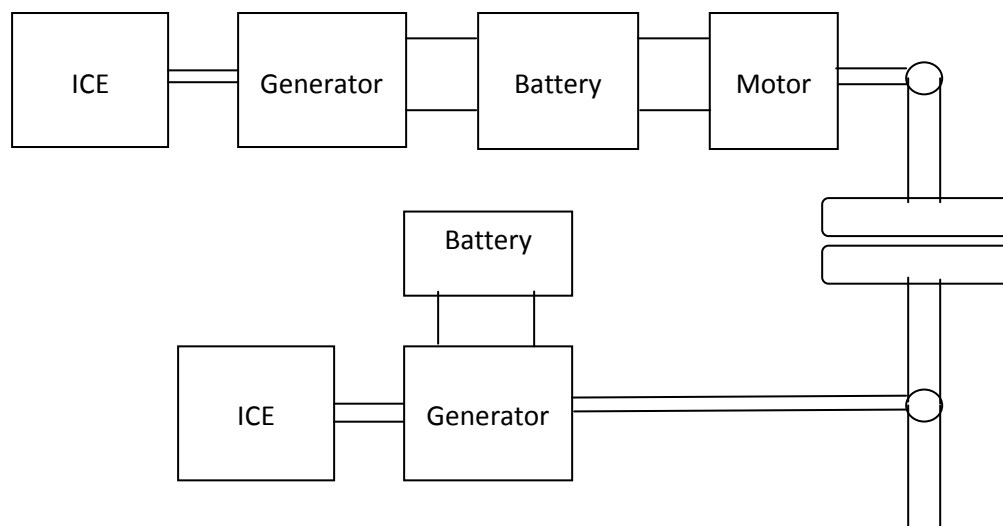 ICE
Generator
Battery
Motor
Battery
ICE
Generator